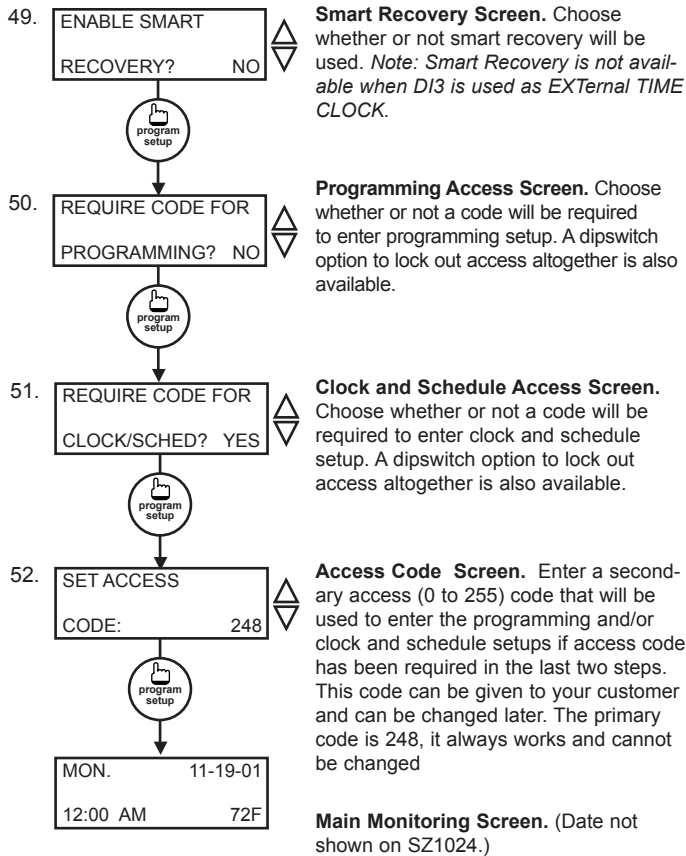 49.
ENABLE SMART
RECOVERY? NO
Smart Recovery Screen. Choose
whether or not smart recovery will be
used. Note: Smart Recovery is not avail-
able when DI3 is used as EXTernal TIME
CLOCK.
program
setup
50.
REQUIRE CODE FOR
PROGRAMMING? NO
Programming Access Screen. Choose
whether or not a code will be required
to enter programming setup. A dipswitch
option to lock out access altogether is also
available.
program
setup
51.
REQUIRE CODE FOR
CLOCK/SCHED? YES
Clock and Schedule Access Screen.
Choose whether or not a code will be
required to enter clock and schedule
setup. A dipswitch option to lock out
access altogether is also available.
program
setup
52.
SET ACCESS
CODE: 248
Access Code Screen. Enter a second-
ary access (0 to 255) code that will be
used to enter the programming and/or
clock and schedule setups if access code
has been required in the last two steps.
This code can be given to your customer
and can be changed later. The primary
code is 248, it always works and cannot
be changed
program
setup
MON. 11-19-01
12:00 AM 72F
Main Monitoring Screen. (Date not
shown on SZ1024.)